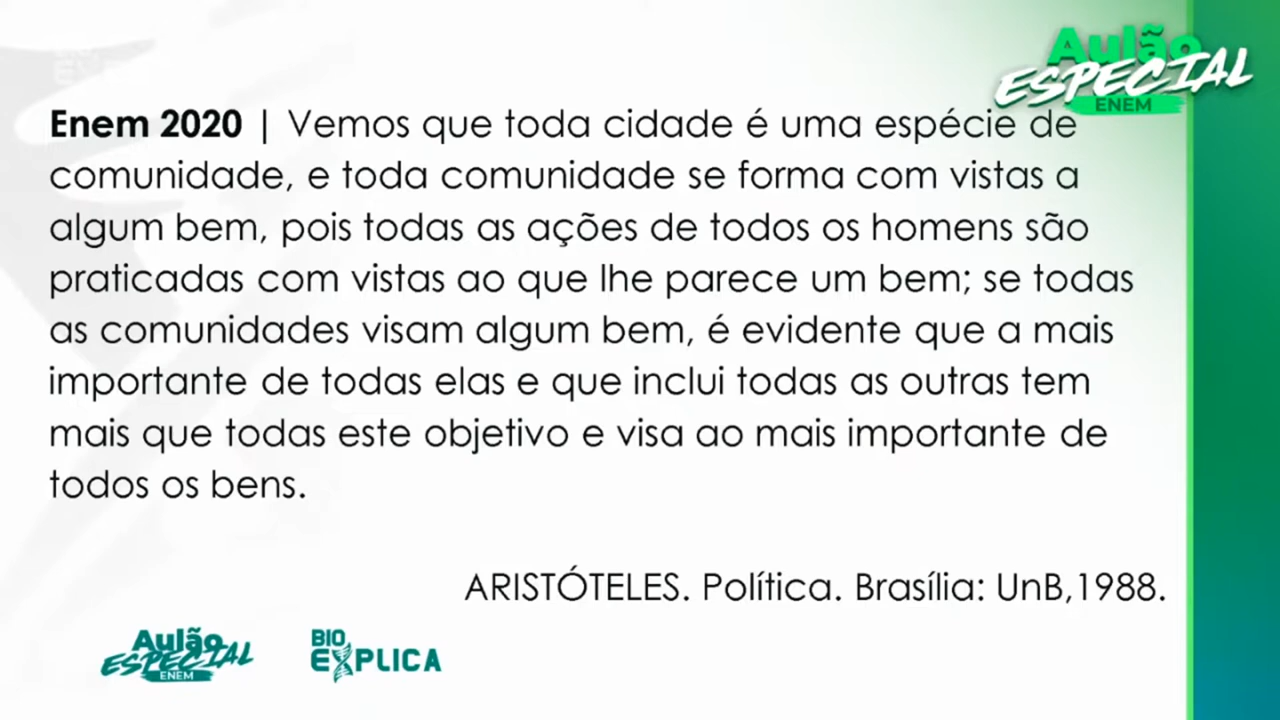 Aulão
ESPECIAL
ENEM
Enem 2020 | Vemos que toda cidade é uma espécie de
comunidade, e toda comunidade se forma com vistas a
algum bem, pois todas as ações de todos os homens são
praticadas com vistas ao que lhe parece um bem; se todas
as comunidades visam algum bem, é evidente que a mais
importante de todas elas e que inclui todas as outras tem
mais que todas este objetivo e visa ao mais importante de
todos os bens.
ARISTÓTELES. Política. Brasília: UnB,1988.
Aulão
ESPECIAL
ENEM
BIO
EXPLICA